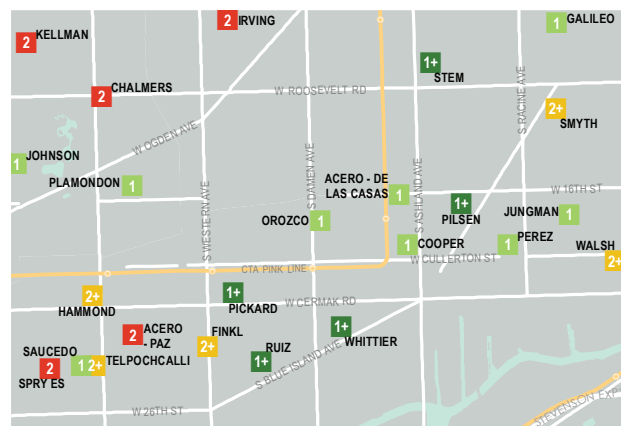 2 KELLMAN
2 IRVING
1 GALILEO
1+
STEM
2
CHALMERS
W ROOSEVELT RD
S RACINE AVE
2+
SMYTH
W OGDEN AVE
1
JOHNSON
PLAMONDON 1
S WESTERN AVE
S DAMEN AVE
ACERO - DE
LAS CASAS 1
S ASHLAND AVE
W 18TH ST
1+
PILSEN
JUNGMAN 1
OROZCO 1
1 COOPER
1 PEREZ
WALSH
2+
W CULLERTON ST
CTA PINK LINE
2+
HAMMOND
1+
PICKARD
W CERMAK RD
2 ACERO
- PAZ
FINKL
2+
1+
WHITTIER
RUIZ
1+
SAUCEDO
1 2+ TELPOCHCALLI
2
SPRY ES
S BLUE ISLAND AVE
W 26TH ST
STEVENSON EXP